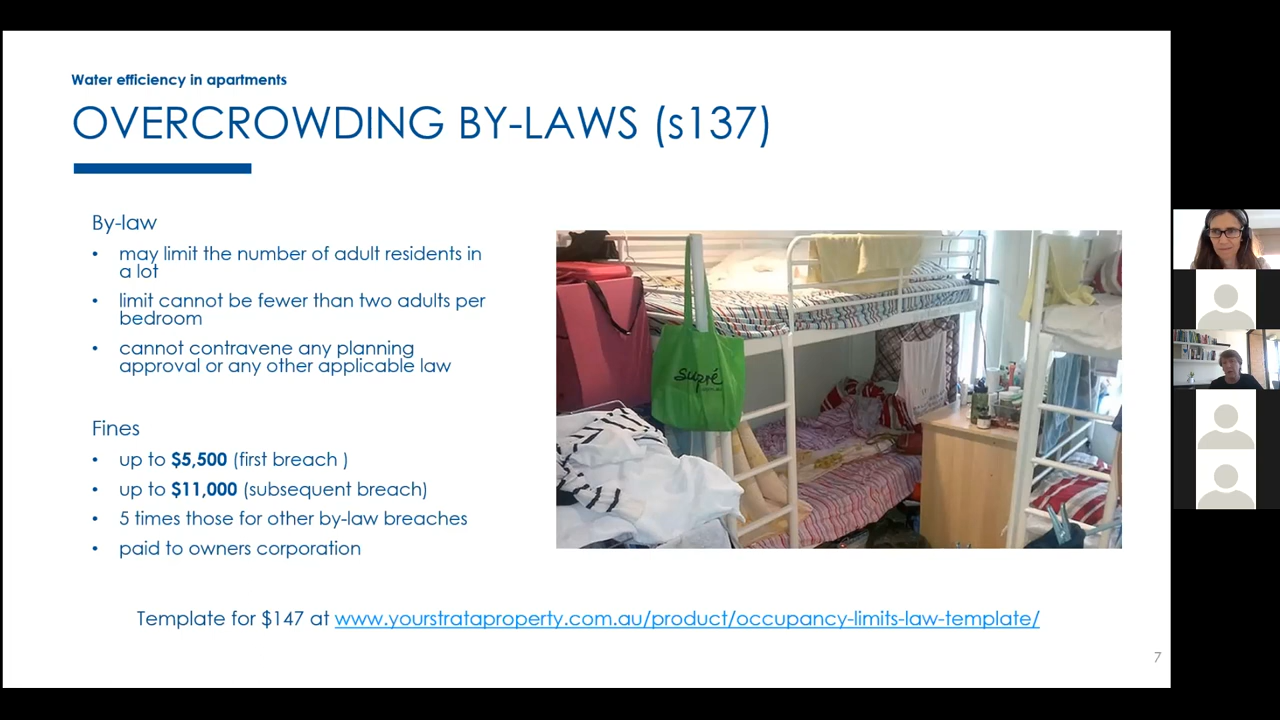 Water efficiency in apartments
OVERCROWDING BY-LAWS (s137)
By-law
• may limit the number of adult residents in
a lot
• limit cannot be fewer than two adults per
bedroom
• cannot contravene any planning
approval or any other applicable law
Fines
• up to $5,500 (first breach )
• up to $11,000 (subsequent breach)
• 5 times those for other by-law breaches
• paid to owners corporation
supré
Template for $147 at www.yourstrataproperty.com.au/product/occupancy-limits-law-template/
7